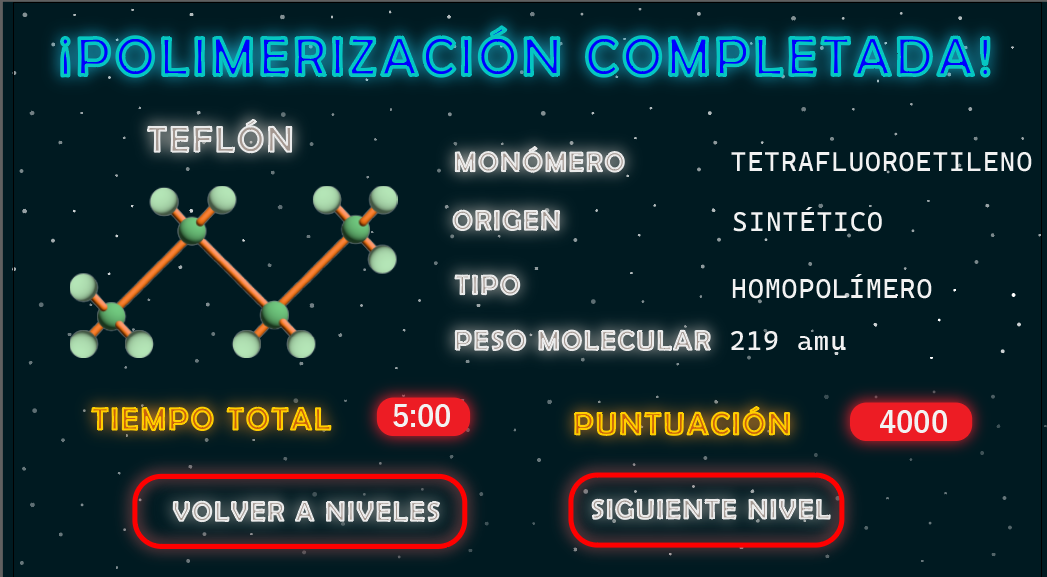 ¡POLIMERIZACIÓN COMPLETADA!
TEFLÓN
MONÓMERO TETRAFLUOROETILENO
ORIGEN SINTÉTICO
TIPO HOMOPOLÍMERO
PESO MOLECULAR 219 amu
TIEMPO TOTAL 5:00 PUNTUACIÓN 4000
VOLVER A NIVELES SIGUIENTE NIVEL